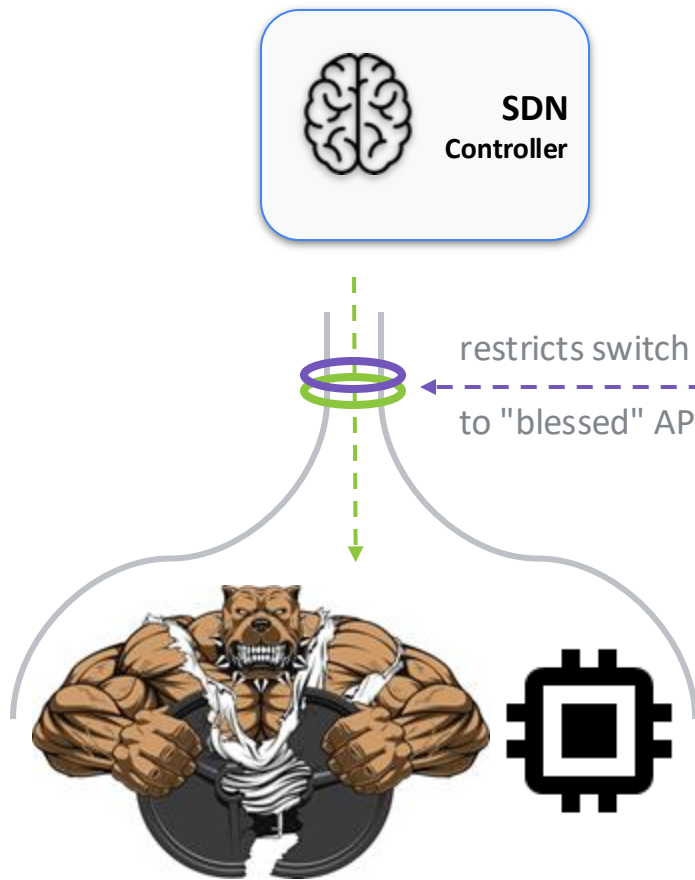 SDN
Controller
restricts switch
to "blessed" AP